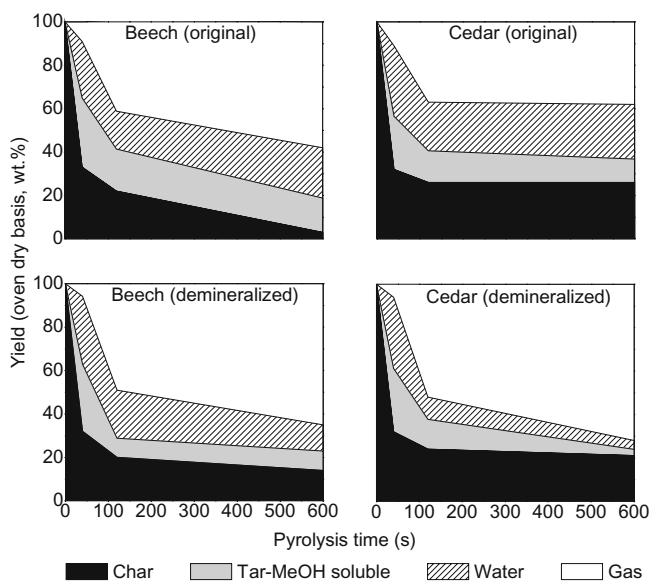 Yield (oven dry basis, wt.%)
Beech (original)
Cedar (original)
100
80
60
40
20
0
Beech (demineralized)
Cedar (demineralized)
100
80
60
40
20
0
0 100 200 300 400 500 600
0 100 200 300 400 500 600
Pyrolysis time (s)
Char Tar-MeOH soluble Water Gas